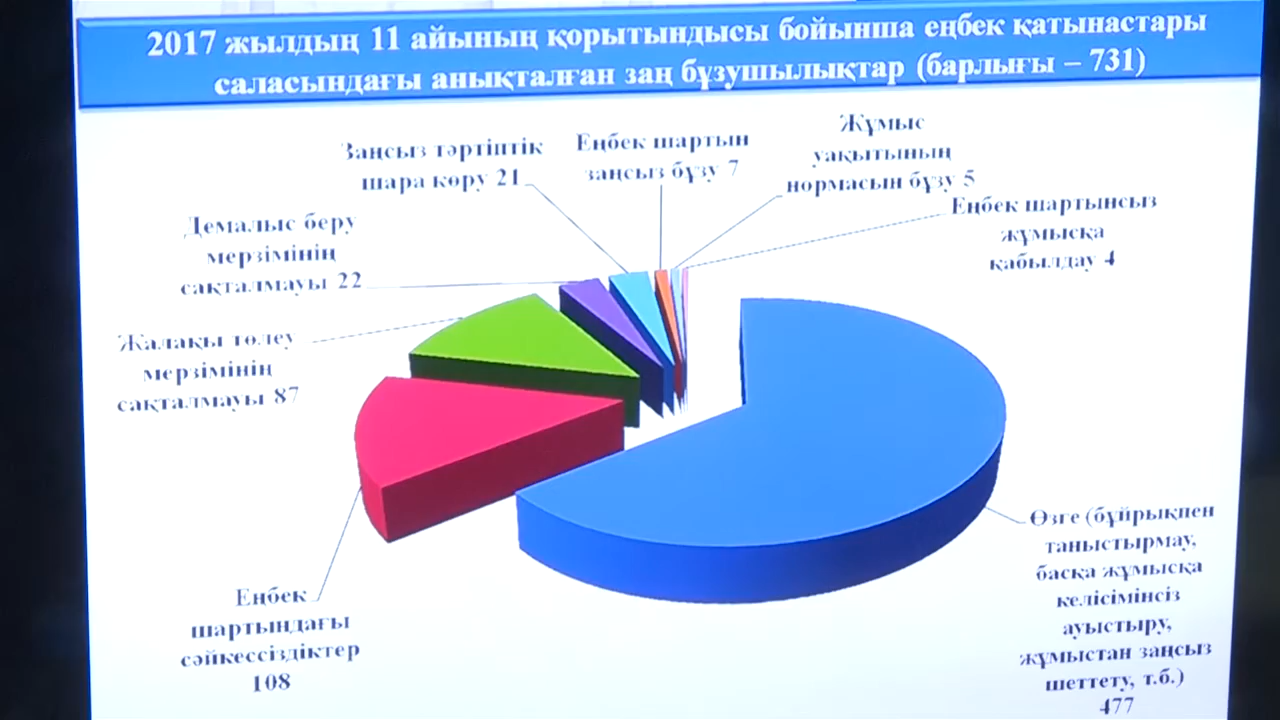 2017 жылдың 11 айының қорытындысы бойынша еңбек қатынастары
саласындағы анықталған заң бұзушылықтар (барлығы – 731)
Заңсыз тәртіптік
шара көру 21
Еңбек шартын
заңсыз бұзу 7
Жұмыс
уақытының
нормасын бұзу 5
Еңбек шартынсыз
жұмысқа
қабылдау 4
Демалыс беру
мерзімінің
сақталмауы 22
Жалақы төлеу
мерзімінің
сақталмауы 87
Еңбек
шартындағы
сәйкессіздіктер
108
Өзге (бұйрықпен
таныстырмау,
басқа жұмысқа
келісімінсіз
ауыстыру,
жұмыстан заңсыз
шеттету, т.б.)
477